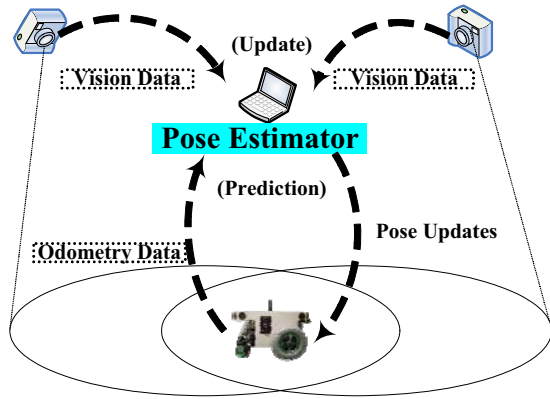 (Update)
Vision Data
Vision Data
Pose Estimator
(Prediction)
Pose Updates
Odometry Data